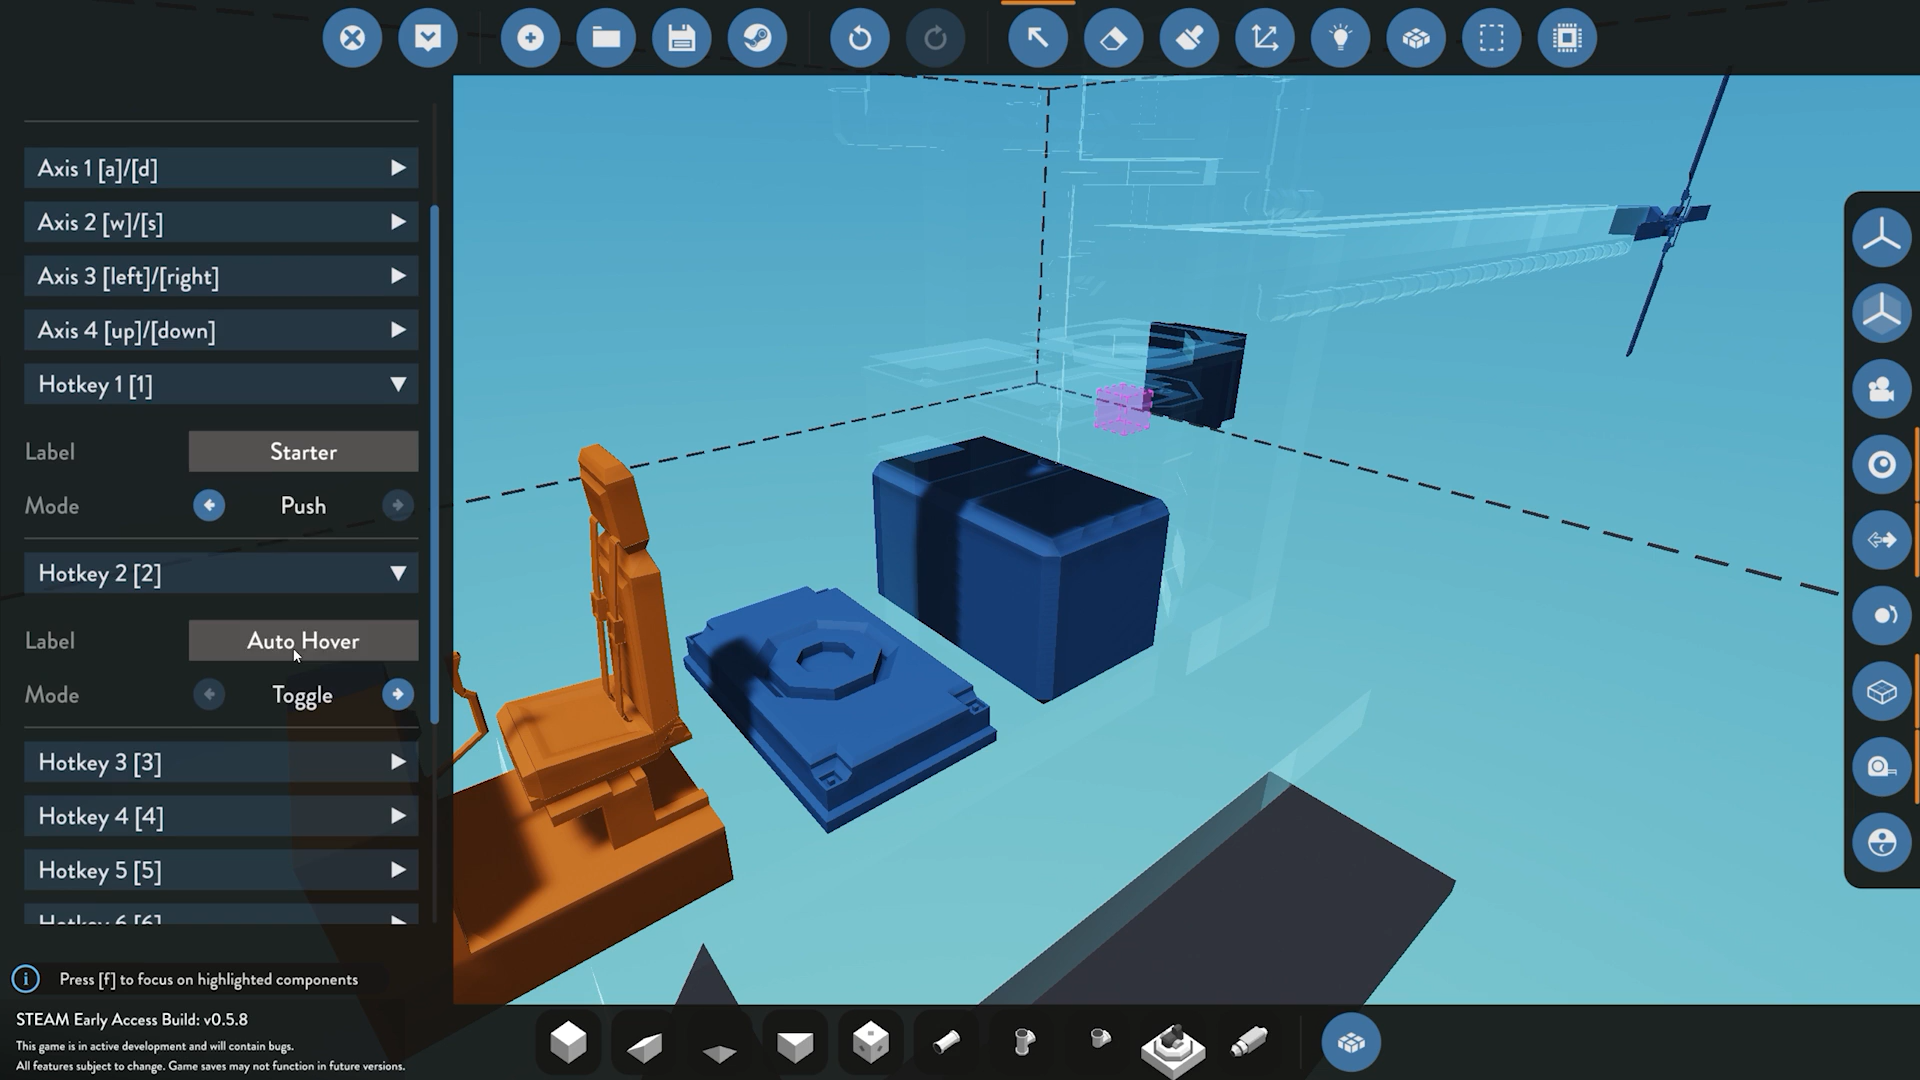 Axis 1 [a]/[d]
Axis 2 [w]/[s]
Axis 3 [left]/[right]
Axis 4 [up]/[down]
Hotkey 1 [1]
Label Starter
Mode Push
Hotkey 2 [2]
Label Auto Hover
Mode Toggle
Hotkey 3 [3]
Hotkey 4 [4]
Hotkey 5 [5]
Hotkey 6 [6]
Press [f] to focus on highlighted components
STEAM Early Access Build: v0.5.8
This game is in active development and will contain bugs.
All features subject to change. Game saves may not function in future versions.